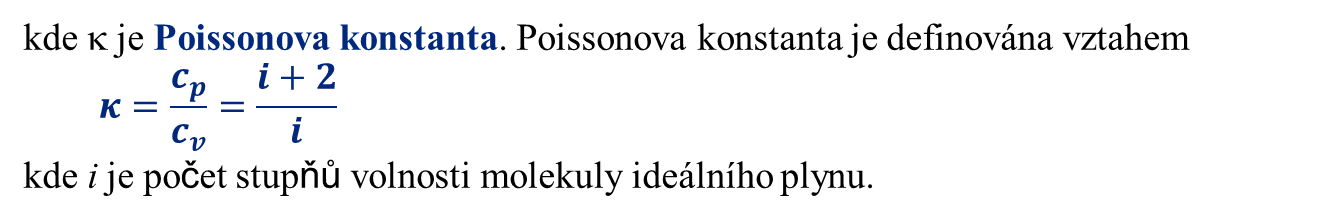 kde κ je Poissonova konstanta. Poissonova konstanta je definována vztahem
κ = c_p/c_v = (i + 2)/i
kde i je počet stupňů volnosti molekuly ideálního plynu.